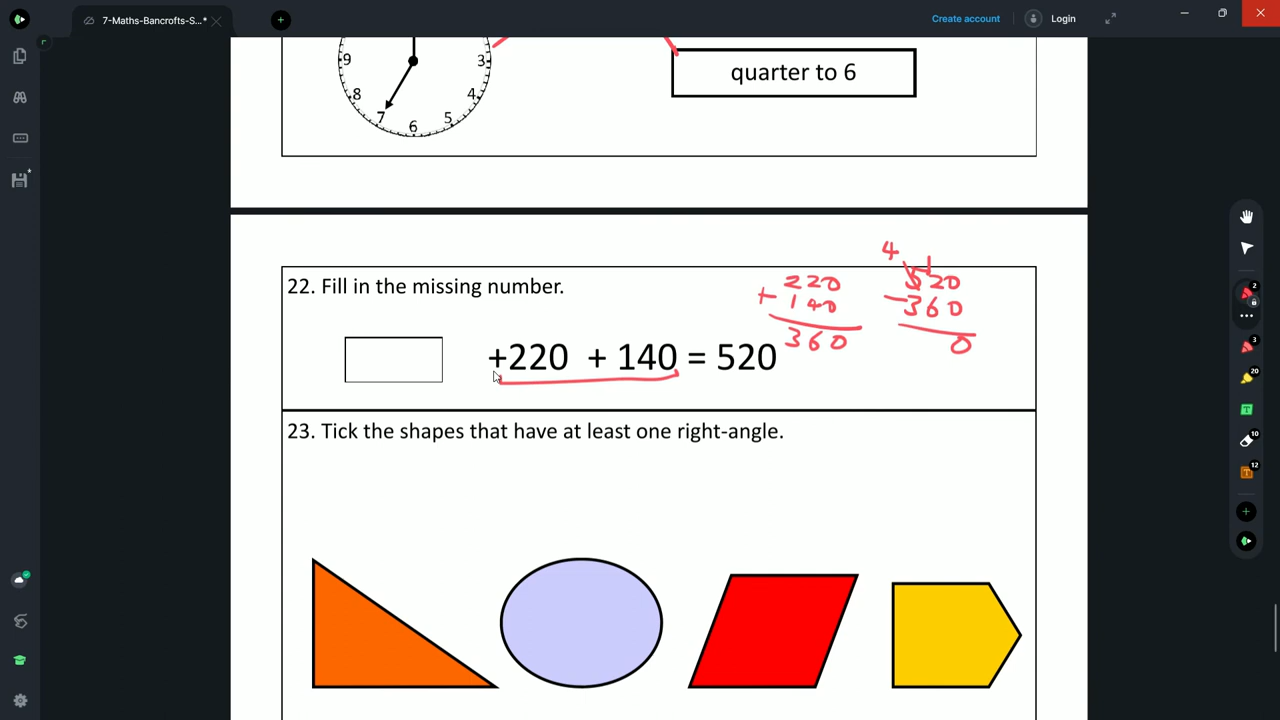 7-Maths-Bancrofts-S...*
Create account
Login
9
3
8
4
7
6
5
quarter to 6
22. Fill in the missing number.
220
+ 140
360
4 1
520
- 360
0
+220 + 140 = 520
23. Tick the shapes that have at least one right-angle.
2
3
20
T
10
12